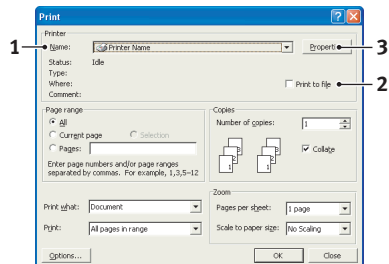 Print
Printer
1 Name: Printer Name Properti 3
Status: Idle
Type:
Where: Print to file 2
Comment:
Page range
All
Current page Selection
Pages:
Enter page numbers and/or page ranges
separated by commas. For example, 1,3,5-12
Copies
Number of copies: 1
Collate
Print what: Document
Print: All pages in range
Zoom
Pages per sheet: 1 page
Scale to paper size: No Scaling
Options... OK Close